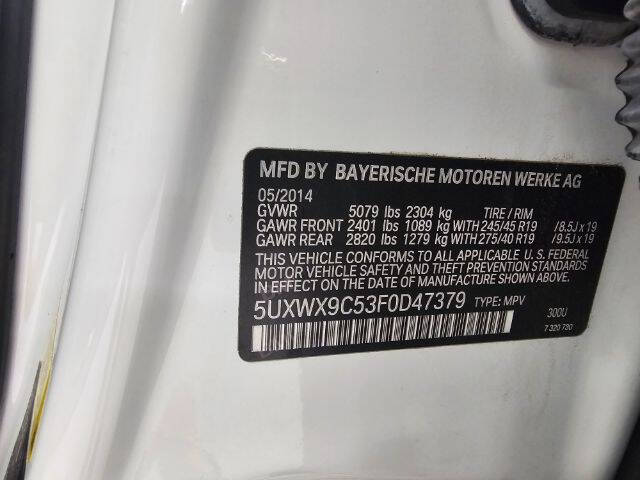 MFD BY BAYERISCHE MOTOREN WERKE AG
05/2014
GVWR 5079 lbs 2304 kg TIRE / RIM
GAWR FRONT 2401 lbs 1089 kg WITH 245/45 R19 /8.5J x 19
GAWR REAR 2820 lbs 1279 kg WITH 275/40 R19 /9.5J x 19
THIS VEHICLE CONFORMS TO ALL APPLICABLE U. S. FEDERAL
MOTOR VEHICLE SAFETY AND THEFT PREVENTION STANDARDS
IN EFFECT ON THE DATE OF MANUFACTURE SHOWN ABOVE.
5UXWX9C53F0D47379 TYPE: MPV
300U
7 320 730